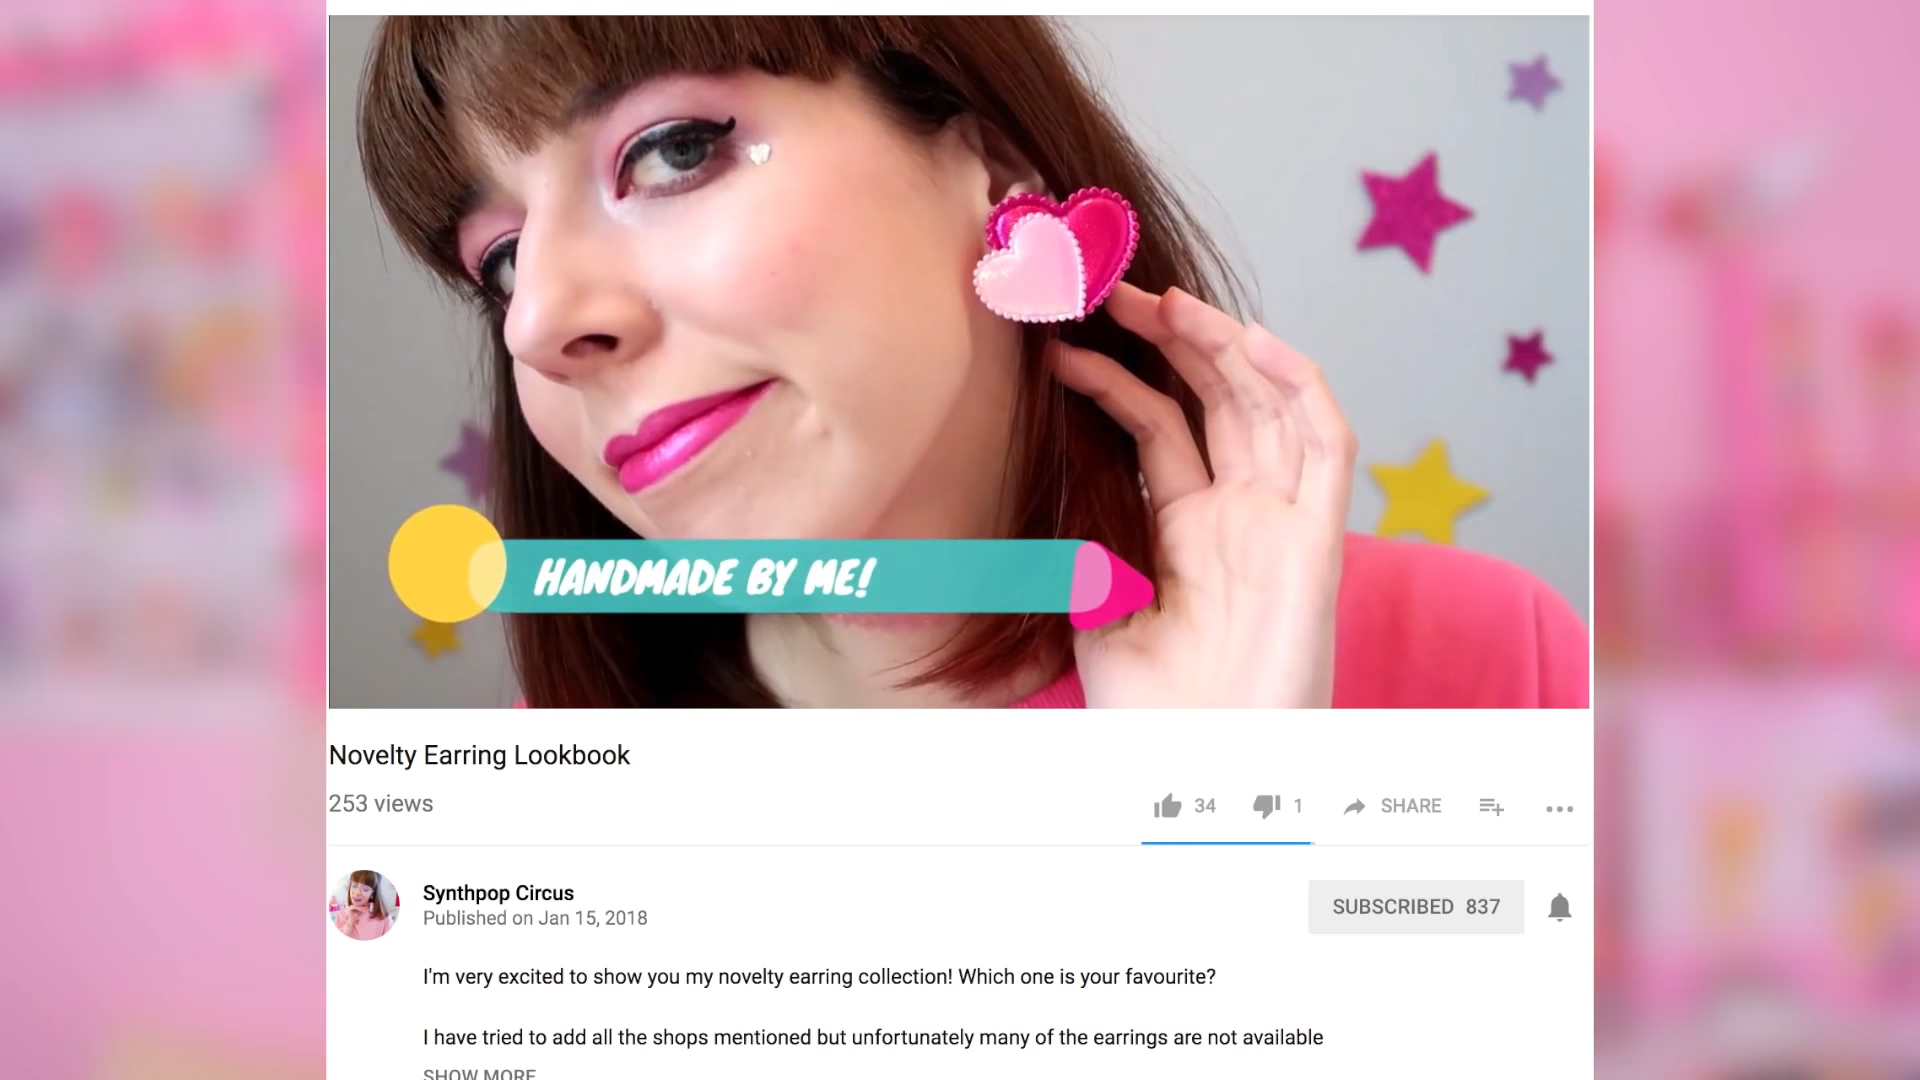 HANDMADE BY ME!
Novelty Earring Lookbook
253 views
34 1 SHARE
Synthpop Circus
Published on Jan 15, 2018
SUBSCRIBED 837
I'm very excited to show you my novelty earring collection! Which one is your favourite?
I have tried to add all the shops mentioned but unfortunately many of the earrings are not available
SHOW MORE